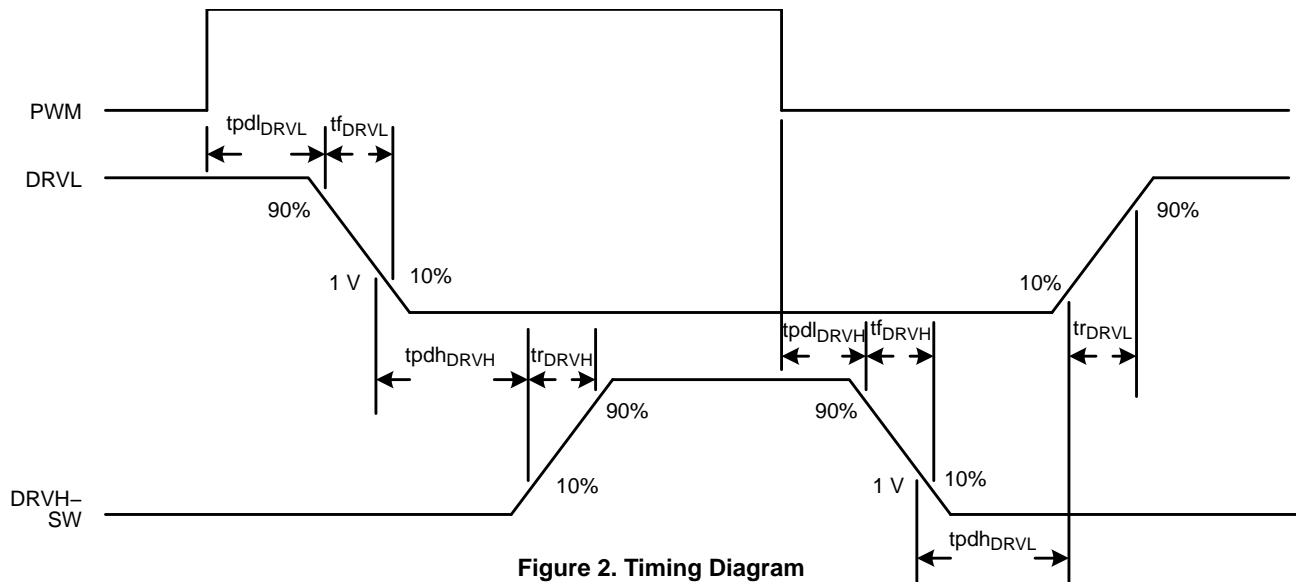 PWM
tpdlDRVL
tfDRVL
DRVL
90%
90%
1 V
10%
10%
tpdhDRVH
trDRVH
tpdlDRVH
tfDRVH
trDRVL
90%
90%
10%
1 V
10%
DRVH–
SW
tpdhDRVL
Figure 2. Timing Diagram